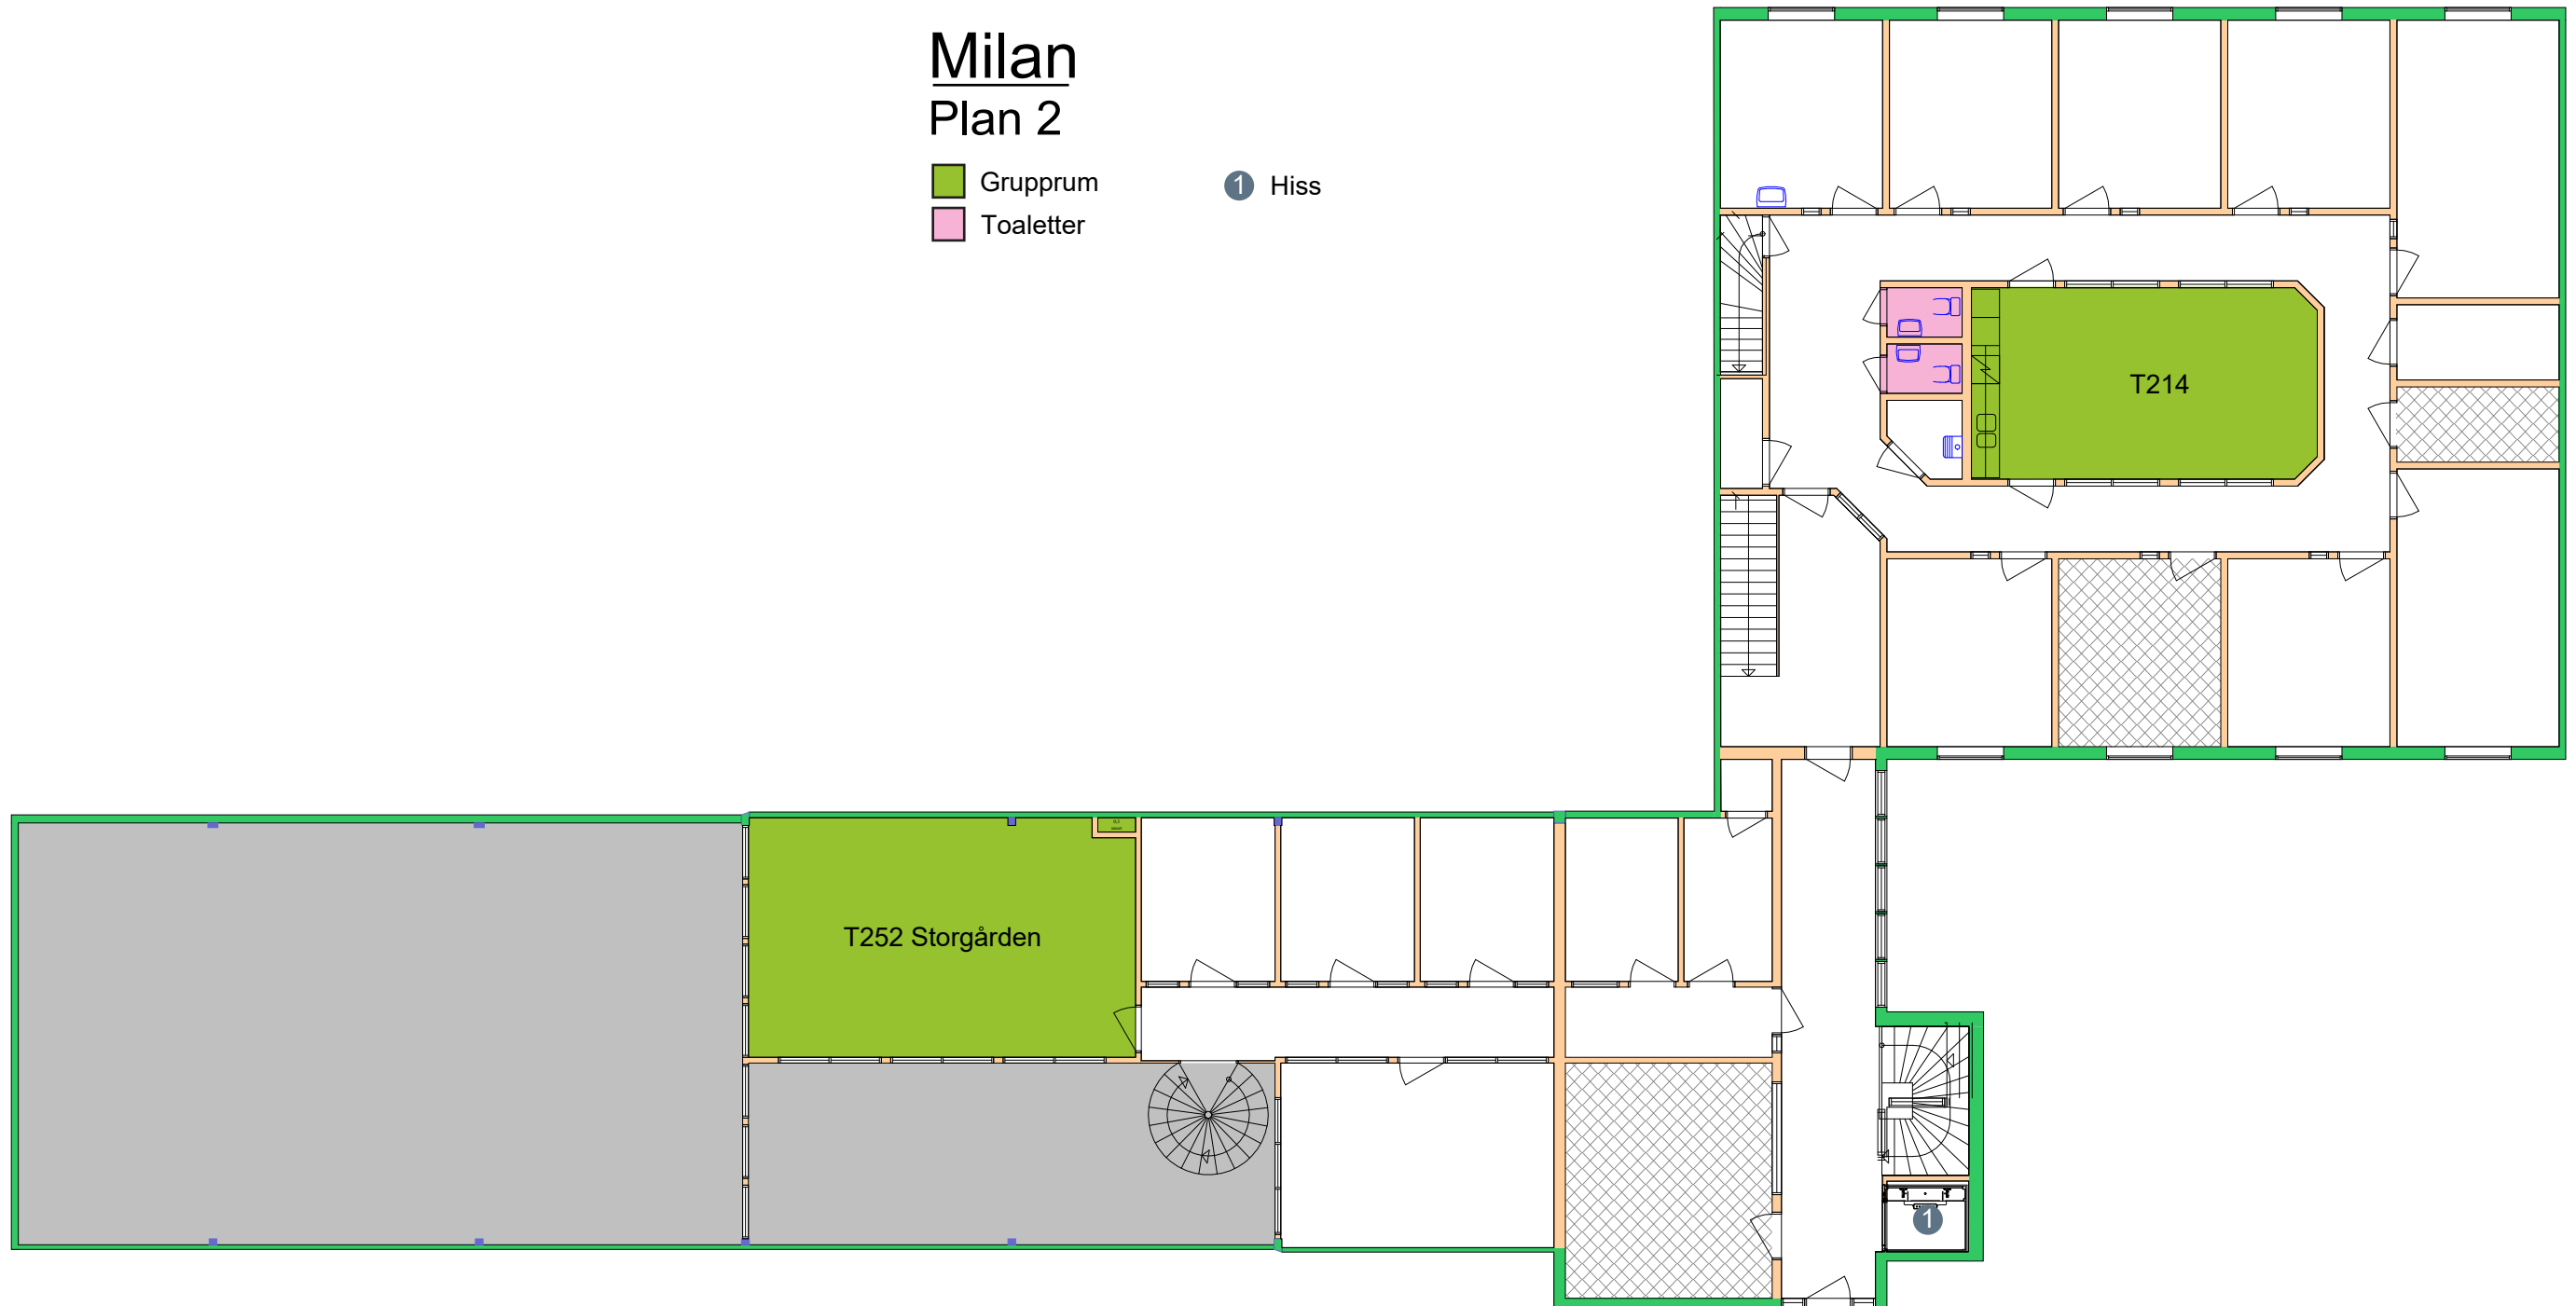 Milan
Plan 2
Grupprum
1 Hiss
Toaletter
T214
T252 Storgården
1